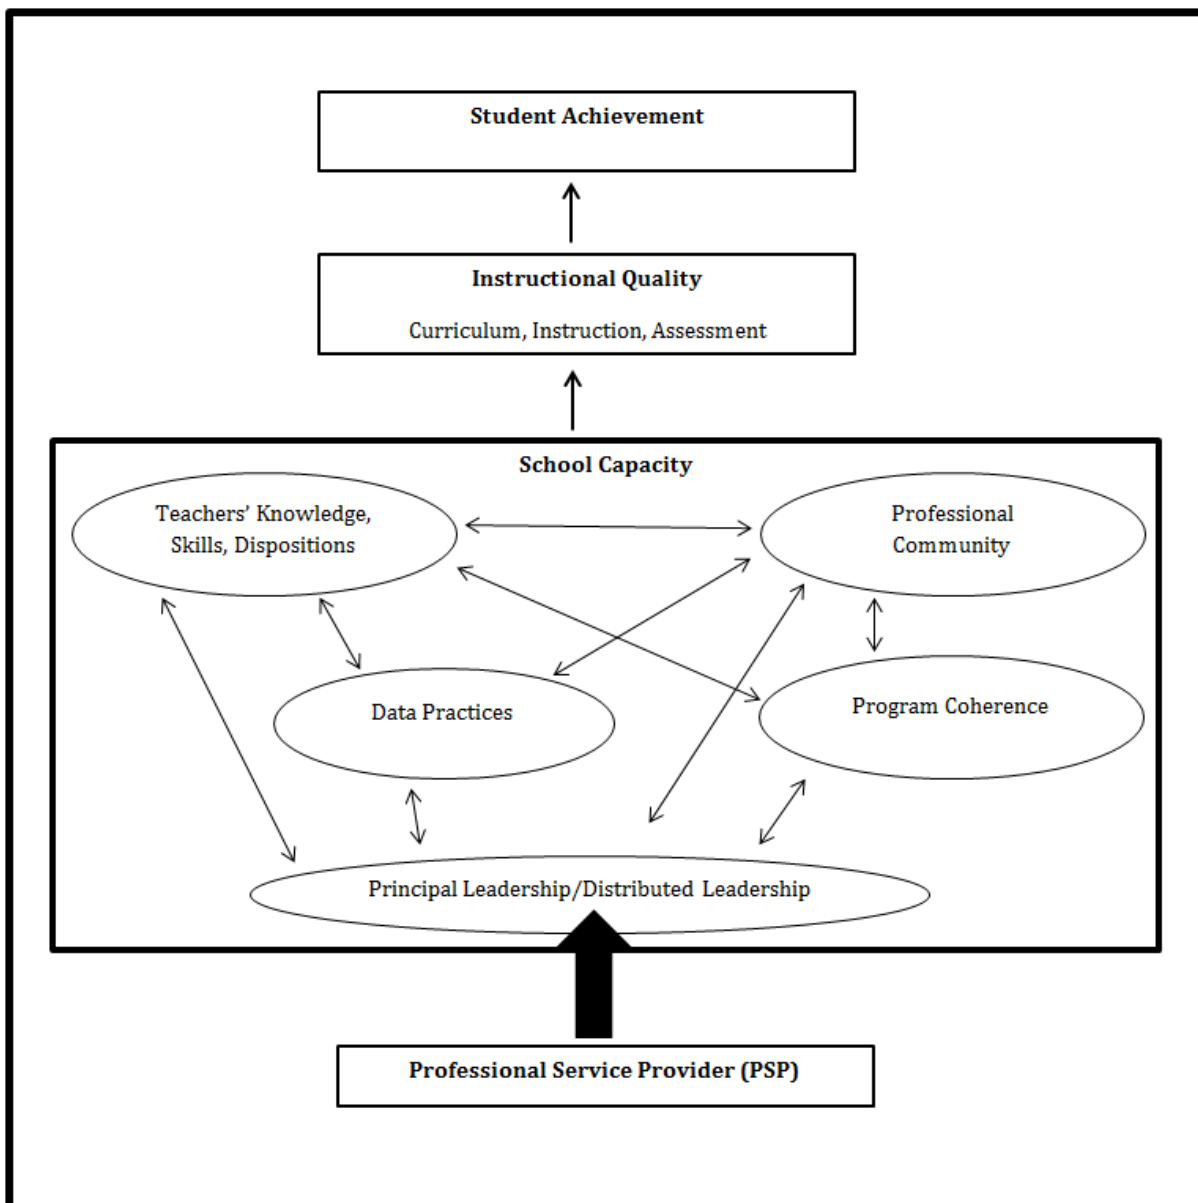 Student Achievement
Instructional Quality
Curriculum, Instruction, Assessment
School Capacity
Teachers’ Knowledge,
Skills, Dispositions
Professional
Community
Data Practices
Program Coherence
Principal Leadership/Distributed Leadership
Professional Service Provider (PSP)